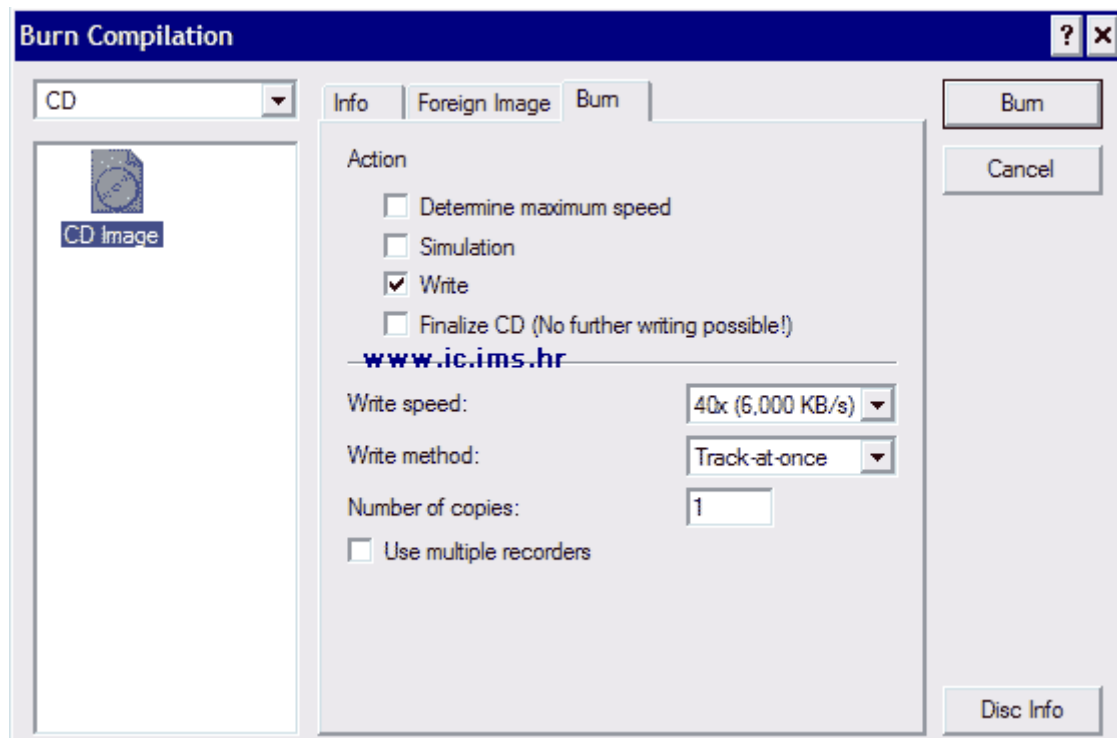 Burn Compilation
CD
CD Image
Info Foreign Image Burn
Action
Determine maximum speed
Simulation
Write
Finalize CD (No further writing possible!)
www.ic.ims.hr
Write speed: 40x (6,000 KB/s)
Write method: Track-at-once
Number of copies: 1
Use multiple recorders
Burn
Cancel
Disc Info